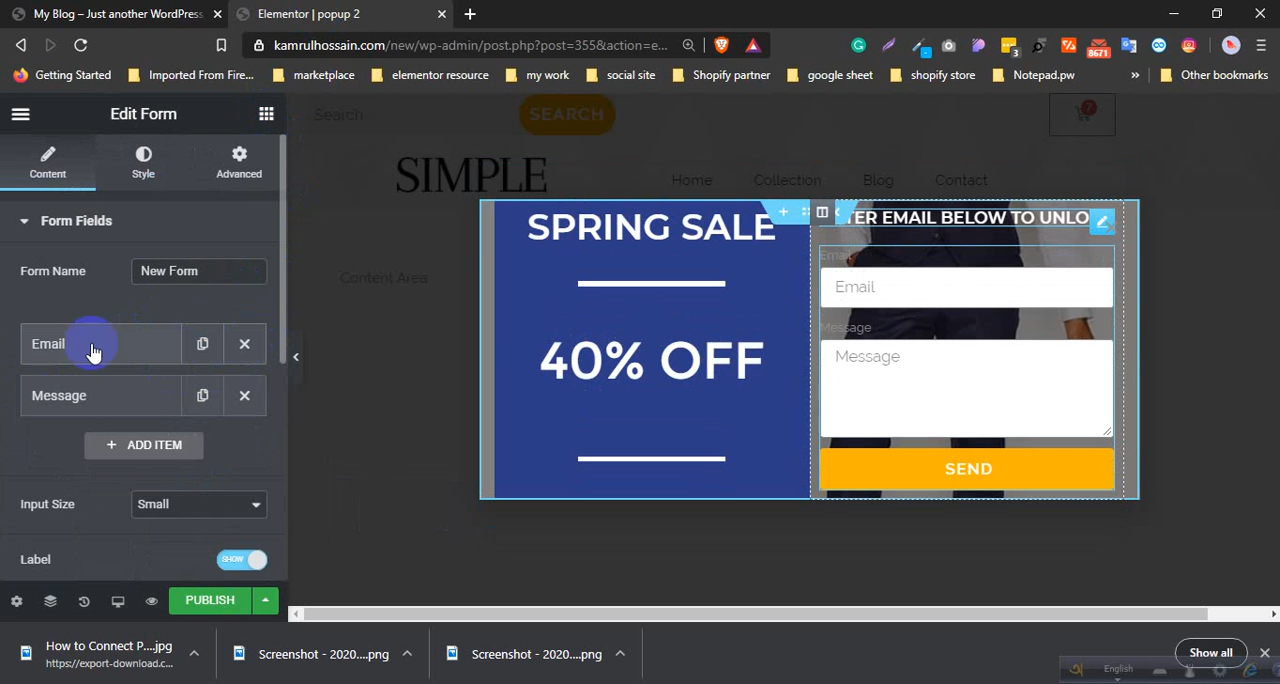 My Blog – Just another WordPress
Elementor | popup 2
kamrulhossain.com/new/wp-admin/post.php?post=355&action=e...
3
8671
Getting Started
Imported From Fire...
marketplace
elementor resource
my work
social site
Shopify partner
google sheet
shopify store
Notepad.pw
»
Other bookmarks
Edit Form
Content
Style
Advanced
Form Fields
Form Name
New Form
Email
Message
+ ADD ITEM
Input Size
Small
Label
SHOW
PUBLISH
Search
SEARCH
7
SIMPLE
Home
Collection
Blog
Contact
Content Area
SPRING SALE
40% OFF
TER EMAIL BELOW TO UNLO
Email
Email
Message
Message
SEND
How to Connect P....jpg
https://export-download.c...
Screenshot - 2020....png
Screenshot - 2020....png
Show all
English